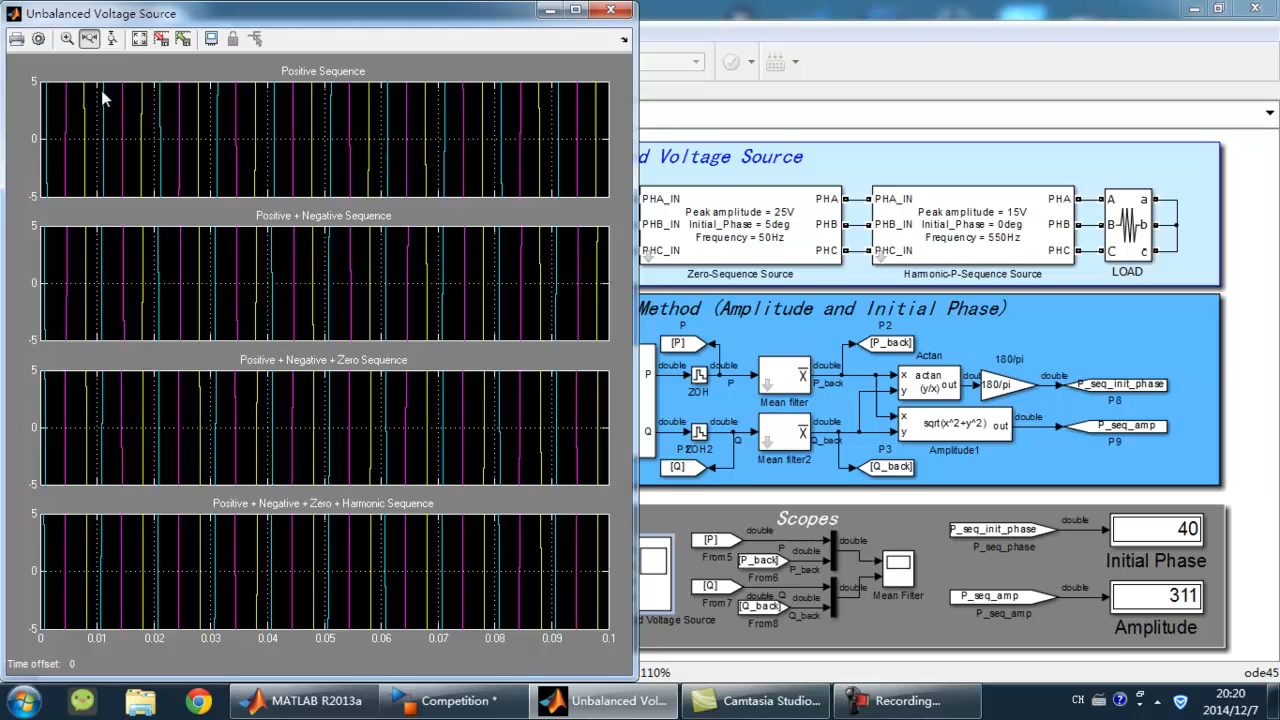 Unbalanced Voltage Source
Positive Sequence
5
0
-5
Positive + Negative Sequence
5
0
-5
Positive + Negative + Zero Sequence
5
0
-5
Positive + Negative + Zero + Harmonic Sequence
5
0
-5
0 0.01 0.02 0.03 0.04 0.05 0.06 0.07 0.08 0.09 0.1
Time offset: 0
d Voltage Source
PHA_IN PHA PHA_IN PHA A a
Peak amplitude = 25V Peak amplitude = 15V
PHB_IN Initial_Phase = 5deg PHB PHB_IN Initial_Phase = 0deg PHB B b
Frequency = 50Hz Frequency = 550Hz
PHC_IN PHC PHC_IN PHC C c
Zero-Sequence Source Harmonic-P-Sequence Source LOAD
Method (Amplitude and Initial Phase)
P P2
[P] [P_back]
Actan 180/pi
P double double double x actan out double 180/pi double P_seq_init_phase
ZOH P X P_back y (y/x) P8
Mean filter
Q double double double x sqrt(x^2+y^2) out double P_seq_amp
ZOH2 Q X Q_back y P9
Mean filter2 P3 Amplitude1
[Q] [Q_back]
Scopes
[P] double double P_seq_init_phase double 40
From5 P double P_seq_phase
[P_back] P_back Initial Phase
From6
[Q] double Q double P_seq_amp double 311
From7 double Mean Filter P_seq_amp
[Q_back] Q_back Amplitude
d Voltage Source From8
110% ode45
MATLAB R2013a Competition * Unbalanced Vol... Camtasia Studio... Recording... CH 20:20
2014/12/7